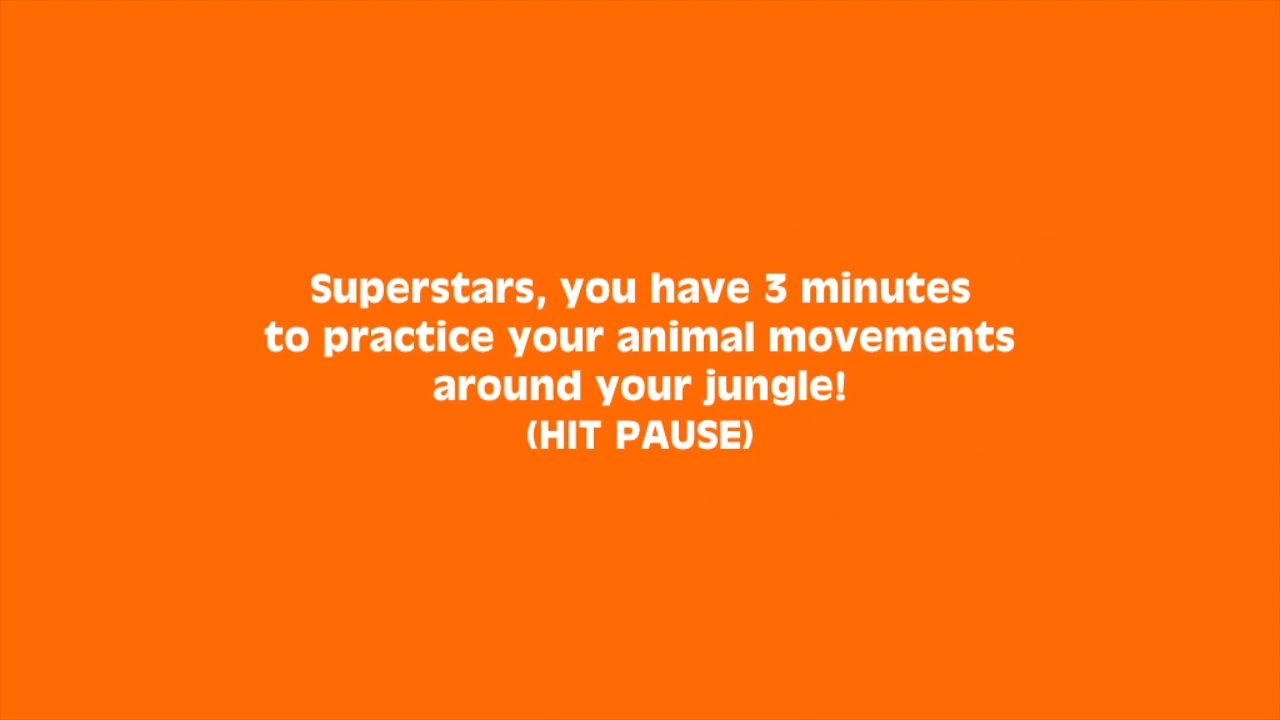 Superstars, you have 3 minutes
to practice your animal movements
around your jungle!
(HIT PAUSE)